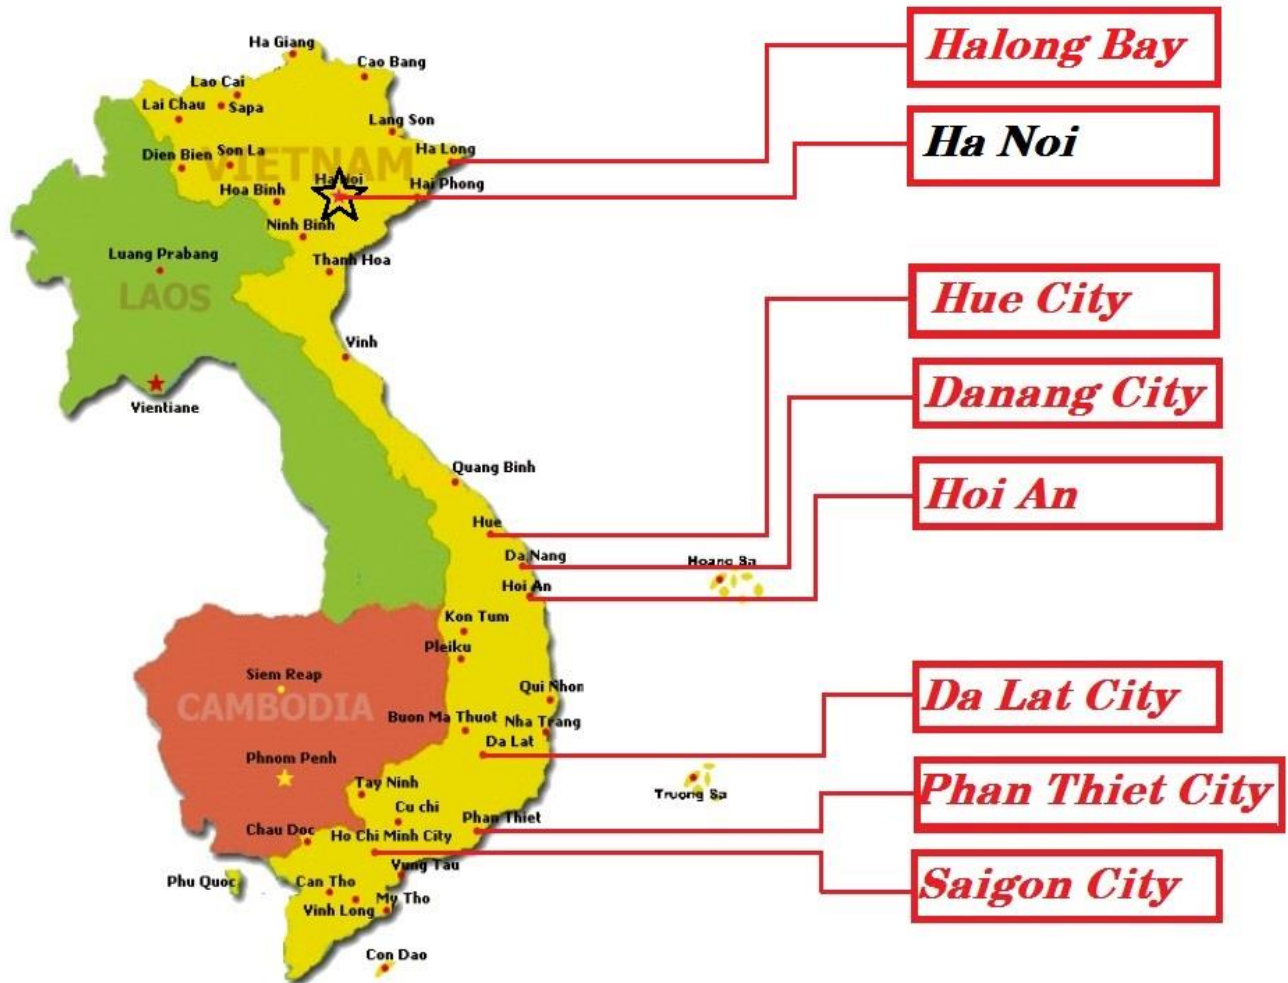 Halong Bay
Ha Noi
Hue City
Danang City
Hoi An
Da Lat City
Phan Thiet City
Saigon City
Ha Giang
Cao Bang
Lao Cai
Lai Chau
Sapa
Lang Son
Dien Bien
Son La
VIETNAM
Ha Long
Ha Noi
Hoa Binh
Hai Phong
Ninh Binh
Luang Prabang
Thanh Hoa
LAOS
Vinh
Vientiane
Quang Binh
Hue
Da Nang
Hoang Sa
Hoi An
Kon Tum
Pleiku
Siem Reap
Qui Nhon
CAMBODIA
Buon Ma Thuot
Nha Trang
Da Lat
Phnom Penh
Tay Ninh
Truong Sa
Cu chi
Phan Thiet
Chau Doc
Ho Chi Minh City
Vung Tau
Phu Quoc
Can Tho
My Tho
Vinh Long
Con Dao